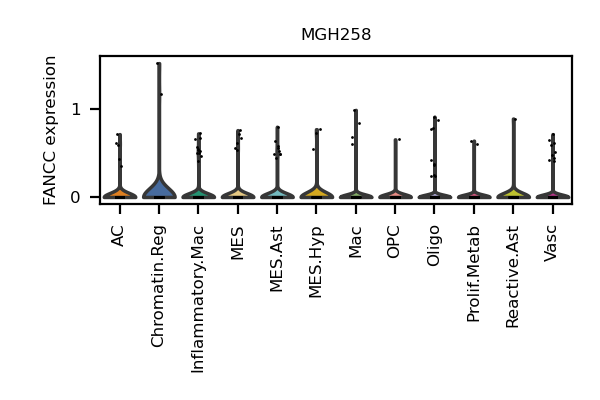 MGH258
FANCC expression
1
0
AC
Chromatin.Reg
Inflammatory.Mac
MES
MES.Ast
MES.Hyp
Mac
OPC
Oligo
Prolif.Metab
Reactive.Ast
Vasc